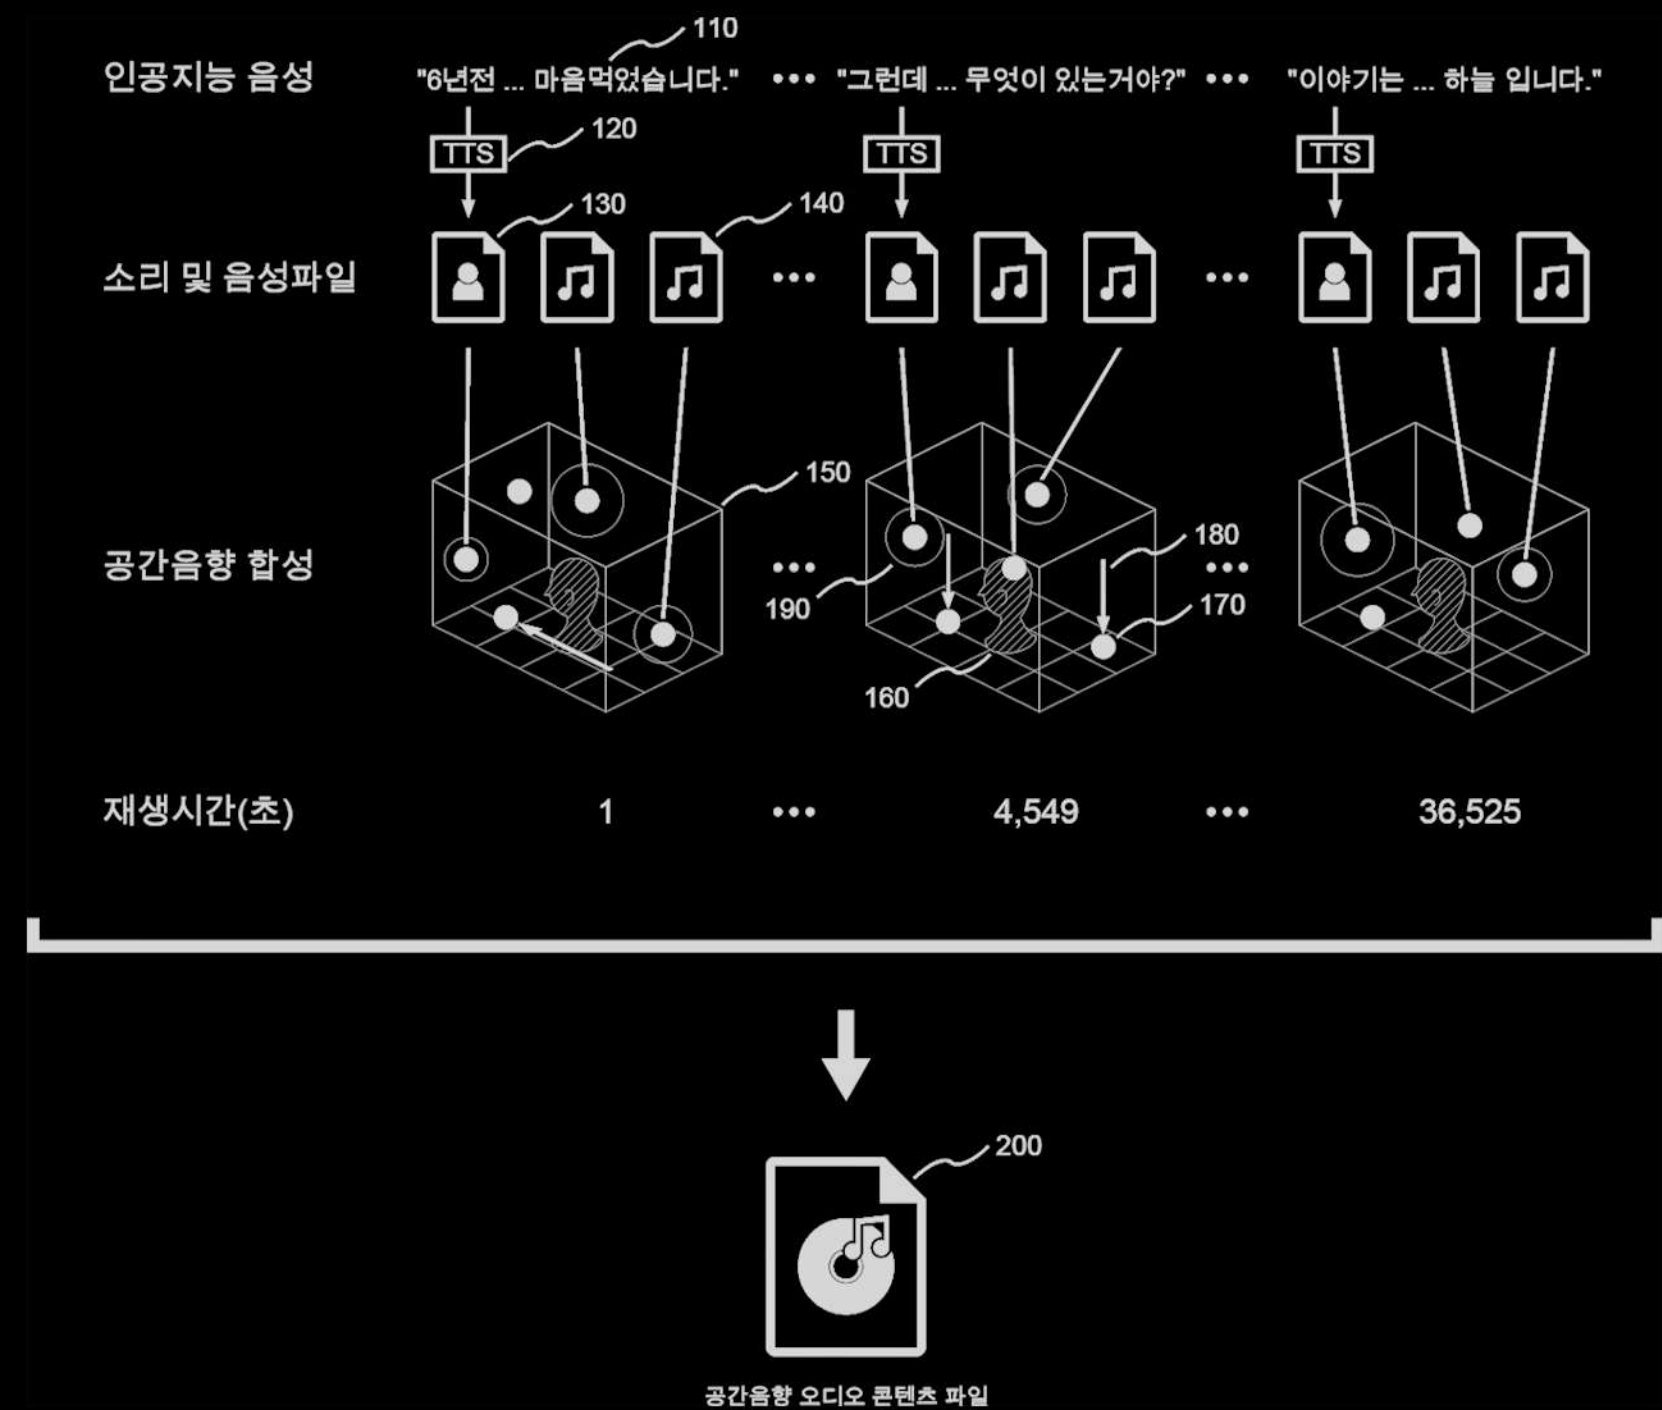 110
인공지능 음성 "6년전 ... 마음먹었습니다." ••• "그런데 ... 무엇이 있는거야?" ••• "이야기는 ... 하늘 입니다."
120
TTS TTS TTS
130 140
소리 및 음성파일 ••• •••
150
180
공간음향 합성 ••• •••
190 170
160
재생시간(초) 1 ••• 4,549 ••• 36,525
200
공간음향 오디오 콘텐츠 파일